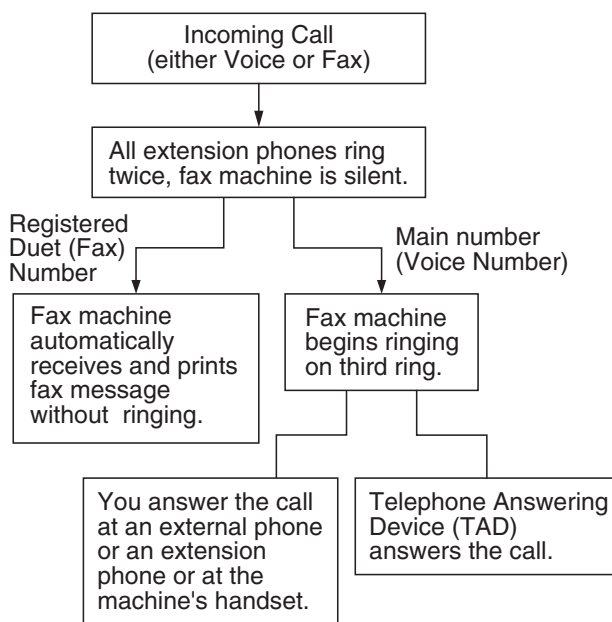 Incoming Call
(either Voice or Fax)
All extension phones ring
twice, fax machine is silent.
Registered
Duet (Fax)
Number
Main number
(Voice Number)
Fax machine
automatically
receives and prints
fax message
without ringing.
Fax machine
begins ringing
on third ring.
You answer the call
at an external phone
or an extension
phone or at the
machine's handset.
Telephone Answering
Device (TAD)
answers the call.